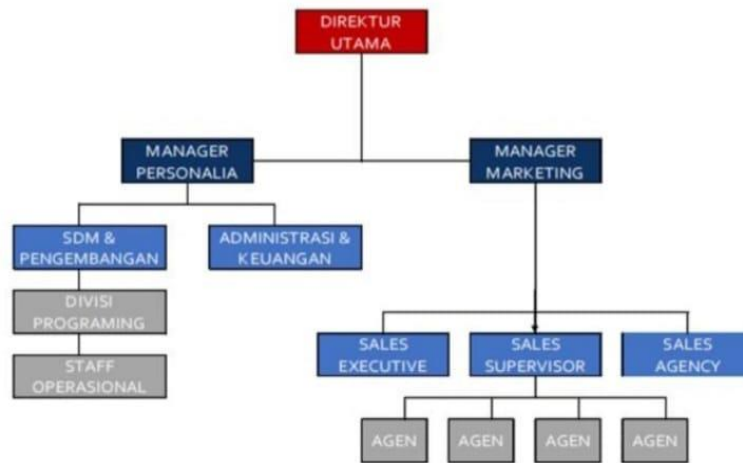 DIREKTUR
UTAMA
MANAGER
PERSONALIA
MANAGER
MARKETING
SDM &
PENGEMBANGAN
ADMINISTRASI &
KEUANGAN
DIVISI
PROGRAMING
STAFF
OPERASIONAL
SALES
EXECUTIVE
SALES
SUPERVISOR
SALES
AGENCY
AGEN
AGEN
AGEN
AGEN